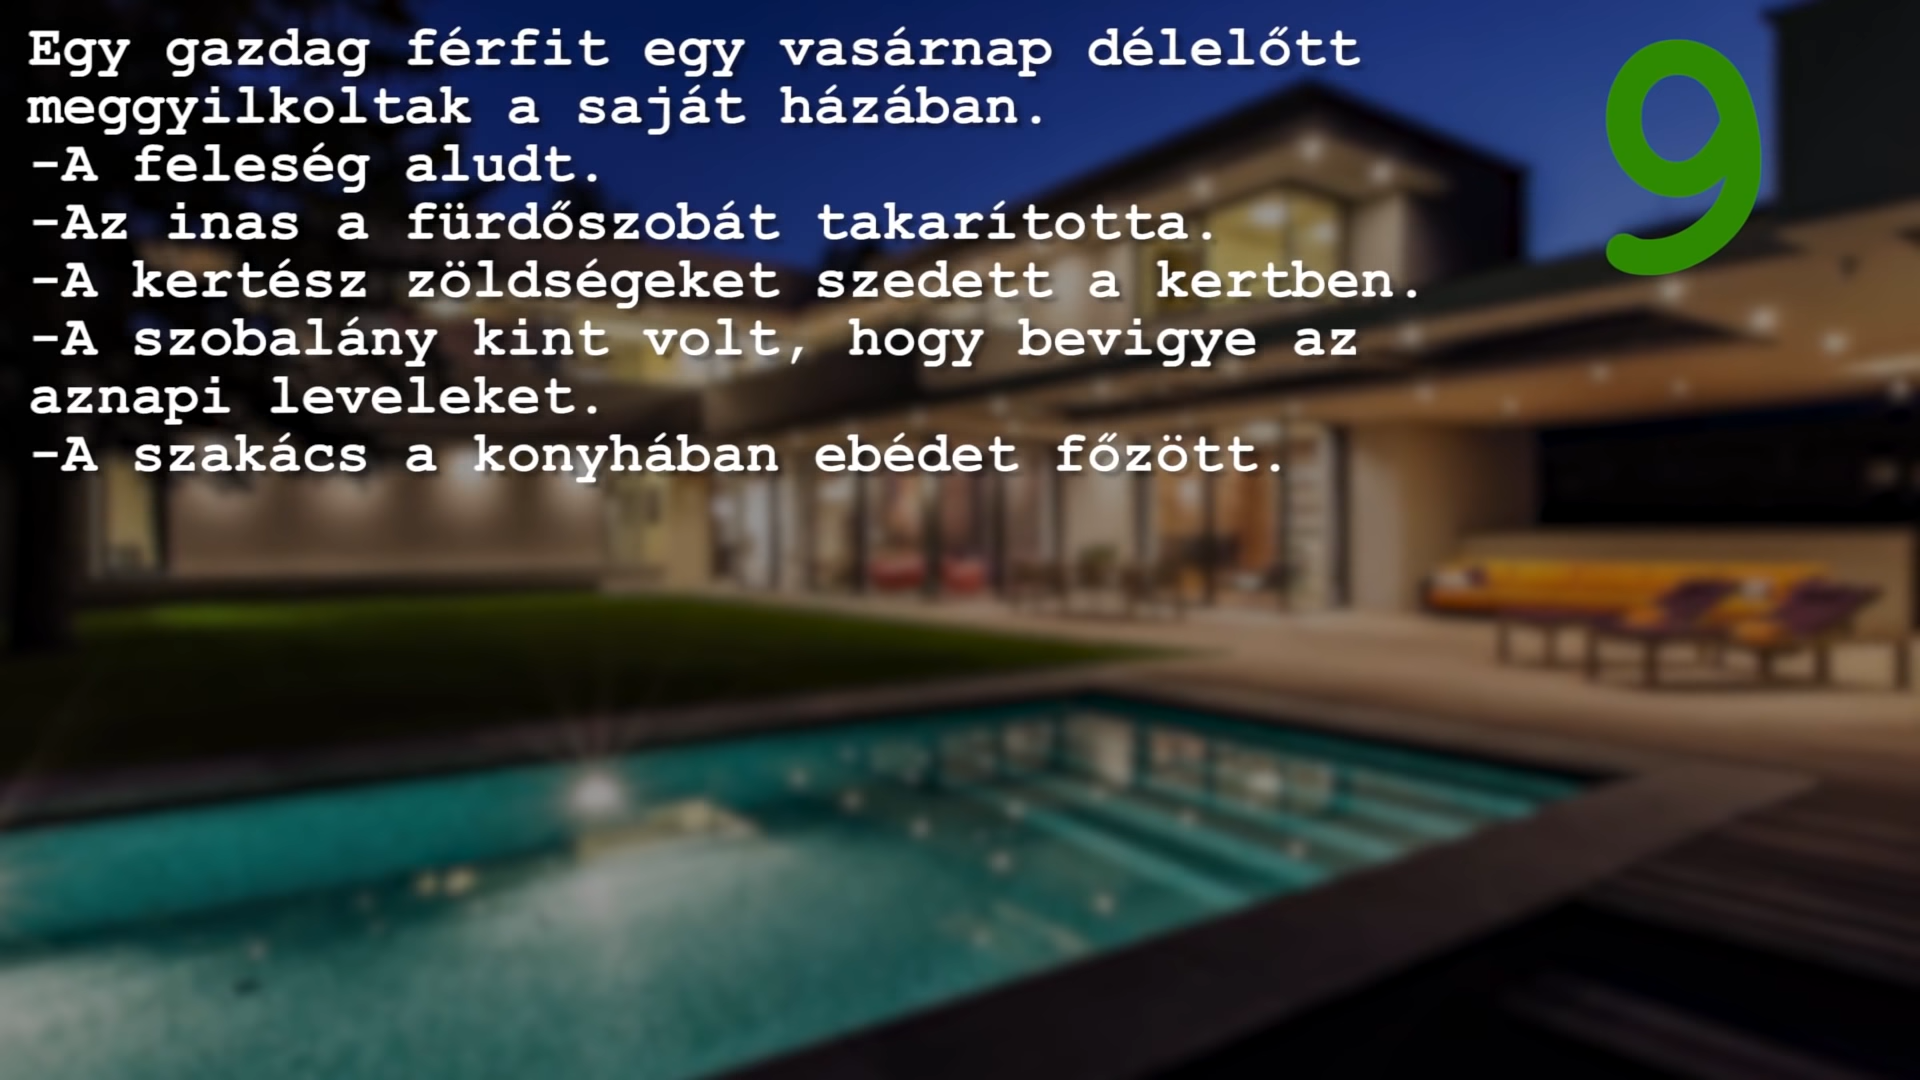 Egy gazdag férfit egy vasárnap délelőtt
meggyilkoltak a saját házában.
-A feleség aludt.
-Az inas a fürdőszobát takarította.
-A kertész zöldségeket szedett a kertben.
-A szobalány kint volt, hogy bevigye az
aznapi leveleket.
-A szakács a konyhában ebédet főzött.
9